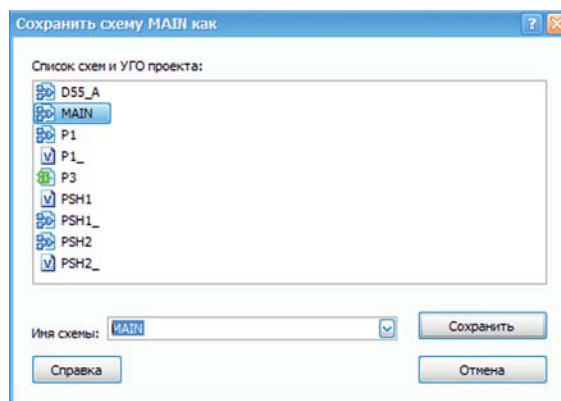 Сохранить схему MAIN как
Список схем и УГО проекта:
D55_A
MAIN
P1
V P1_
P3
V PSH1
PSH1_
PSH2
V PSH2_
Имя схемы: MAIN
Сохранить
Справка
Отмена